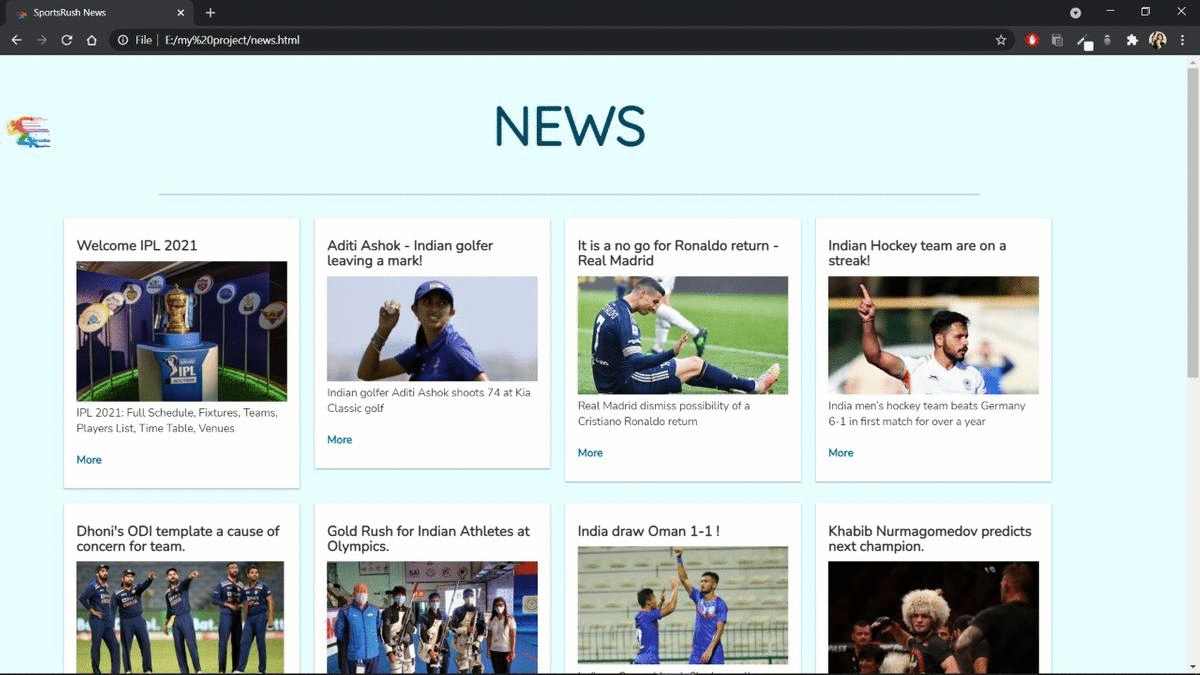 SportsRush News
File
E:/my%20project/news.html
NEWS
Welcome IPL 2021
IPL
AUCTION
IPL 2021: Full Schedule, Fixtures, Teams,
Players List, Time Table, Venues
More
Aditi Ashok - Indian golfer
leaving a mark!
Indian golfer Aditi Ashok shoots 74 at Kia
Classic golf
More
It is a no go for Ronaldo return -
Real Madrid
7
Real Madrid dismiss possibility of a
Cristiano Ronaldo return
More
Indian Hockey team are on a
streak!
India men's hockey team beats Germany
6-1 in first match for over a year
More
Dhoni's ODI template a cause of
concern for team.
Gold Rush for Indian Athletes at
Olympics.
India draw Oman 1-1 !
Khabib Nurmagomedov predicts
next champion.